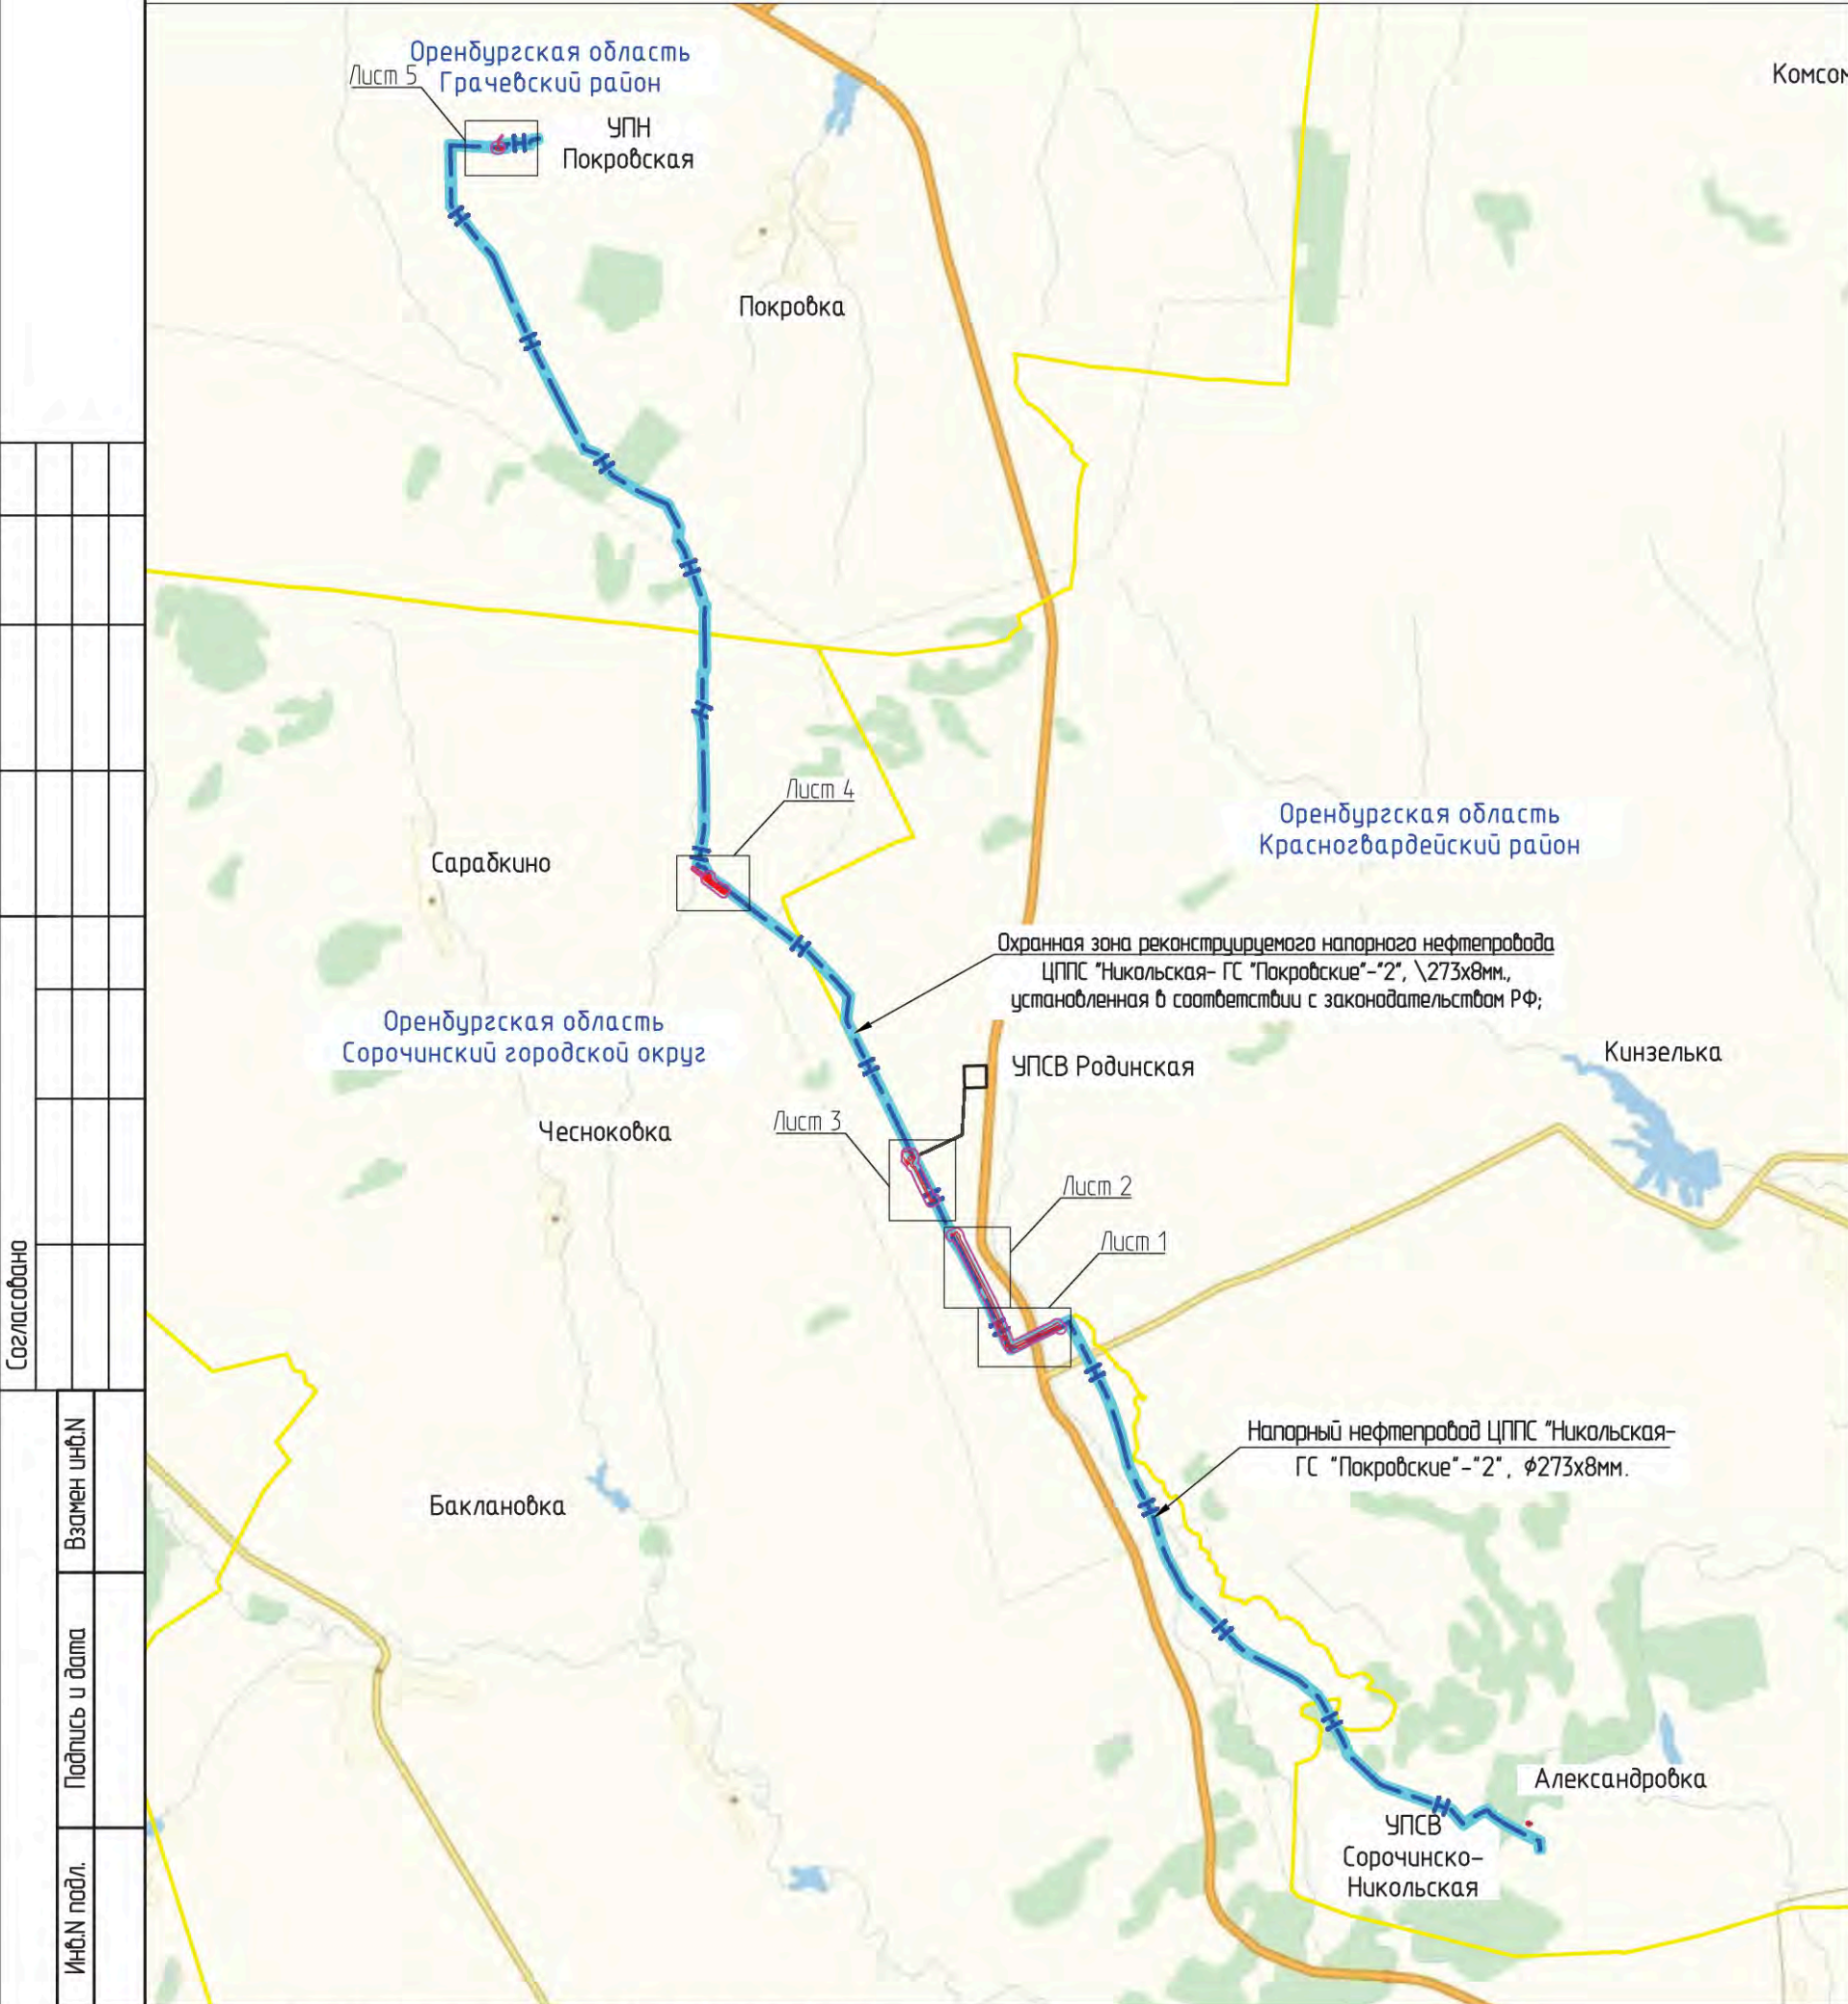 Оренбургская область
Грачевский район
Лист 5
УПН
Покровская
Покровка
Лист 4
Оренбургская область
Красногвардейский район
Сарабкино
Охранная зона реконструируемого напорного нефтепровода
ЦППС "Никольская- ГС "Покровские"-"2", \273х8мм.,
установленная в соответствии с законодательством РФ;
Оренбургская область
Сорочинский городской округ
Кинзелька
УПСВ Родинская
Лист 3
Чесноковка
Лист 2
Лист 1
Напорный нефтепровод ЦППС "Никольская-
ГС "Покровские"-"2", ϕ273х8мм.
Баклановка
Александровка
УПСВ
Сорочинско-
Никольская
Согласовано
Взамен инв.N
Подпись и дата
Инв.N подл.